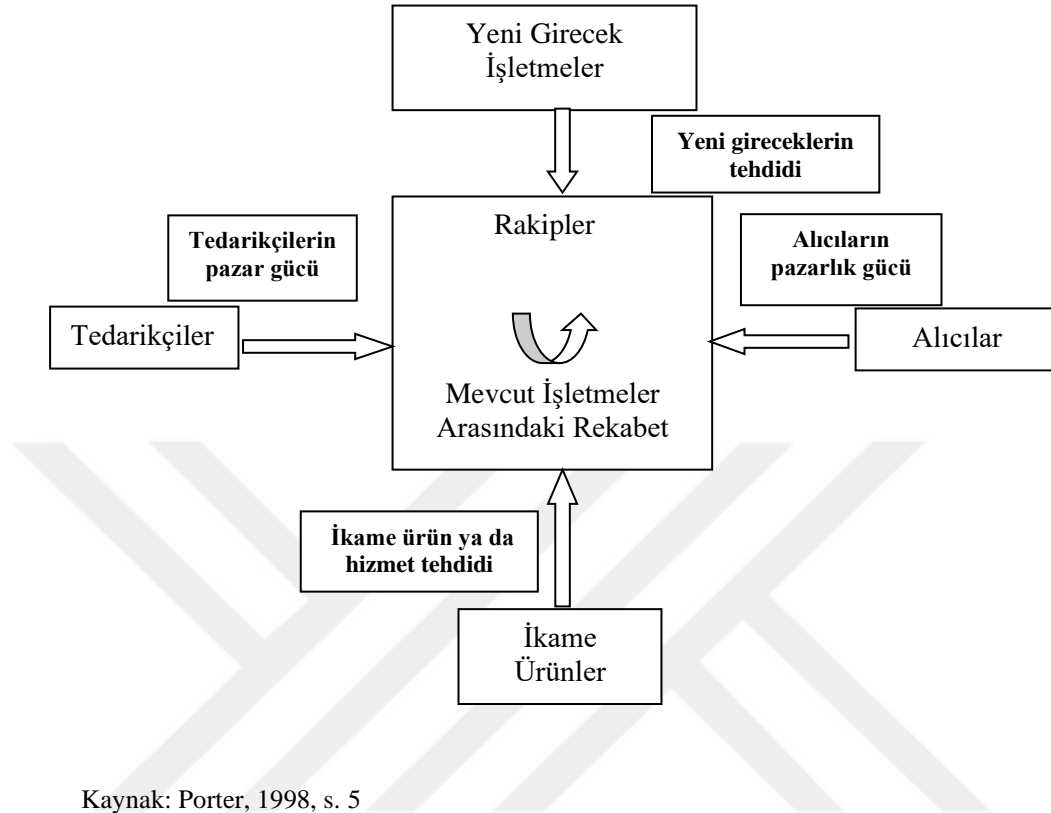 Yeni Girecek
İşletmeler
Yeni gireceklerin
tehdidi
Rakipler
Tedarikçilerin
pazar gücü
Alıcıların
pazarlık gücü
Tedarikçiler
Alıcılar
Mevcut İşletmeler
Arasındaki Rekabet
İkame ürün ya da
hizmet tehdidi
İkame
Ürünler
Kaynak: Porter, 1998, s. 5